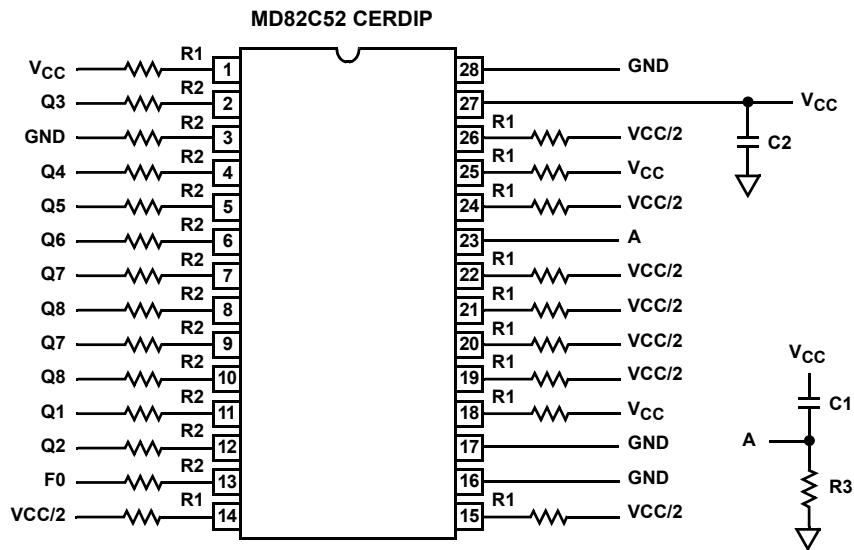 MD82C52 CERDIP
VCC R1 1 28 GND
Q3 R2 2 27 VCC
GND R2 3 26 R1 VCC/2
C2
Q4 R2 4 25 R1 VCC
Q5 R2 5 24 R1 VCC/2
Q6 R2 6 23 A
Q7 R2 7 22 R1 VCC/2
Q8 R2 8 21 R1 VCC/2
Q7 R2 9 20 R1 VCC/2
Q8 R2 10 19 R1 VCC/2
Q1 R2 11 18 R1 VCC
Q2 R2 12 17 GND
F0 R2 13 16 GND
VCC/2 R1 14 15 R1 VCC/2
VCC
C1
A
R3